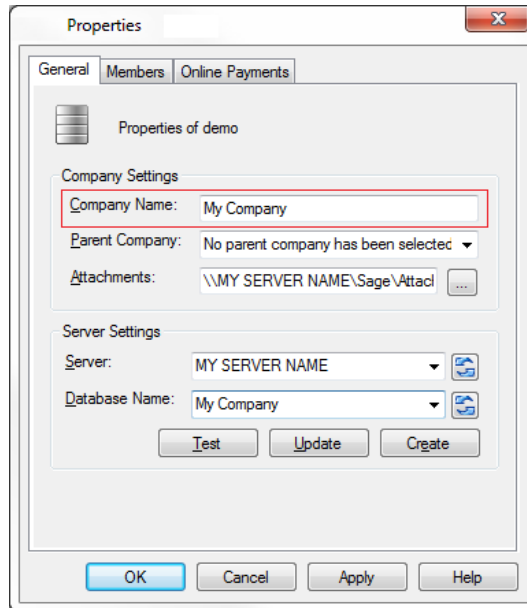 Properties
General Members Online Payments
Properties of demo
Company Settings
Company Name: My Company
Parent Company: No parent company has been selected
Attachments: \\MY SERVER NAME\Sage\Attacl ...
Server Settings
Server: MY SERVER NAME
Database Name: My Company
Test Update Create
OK Cancel Apply Help